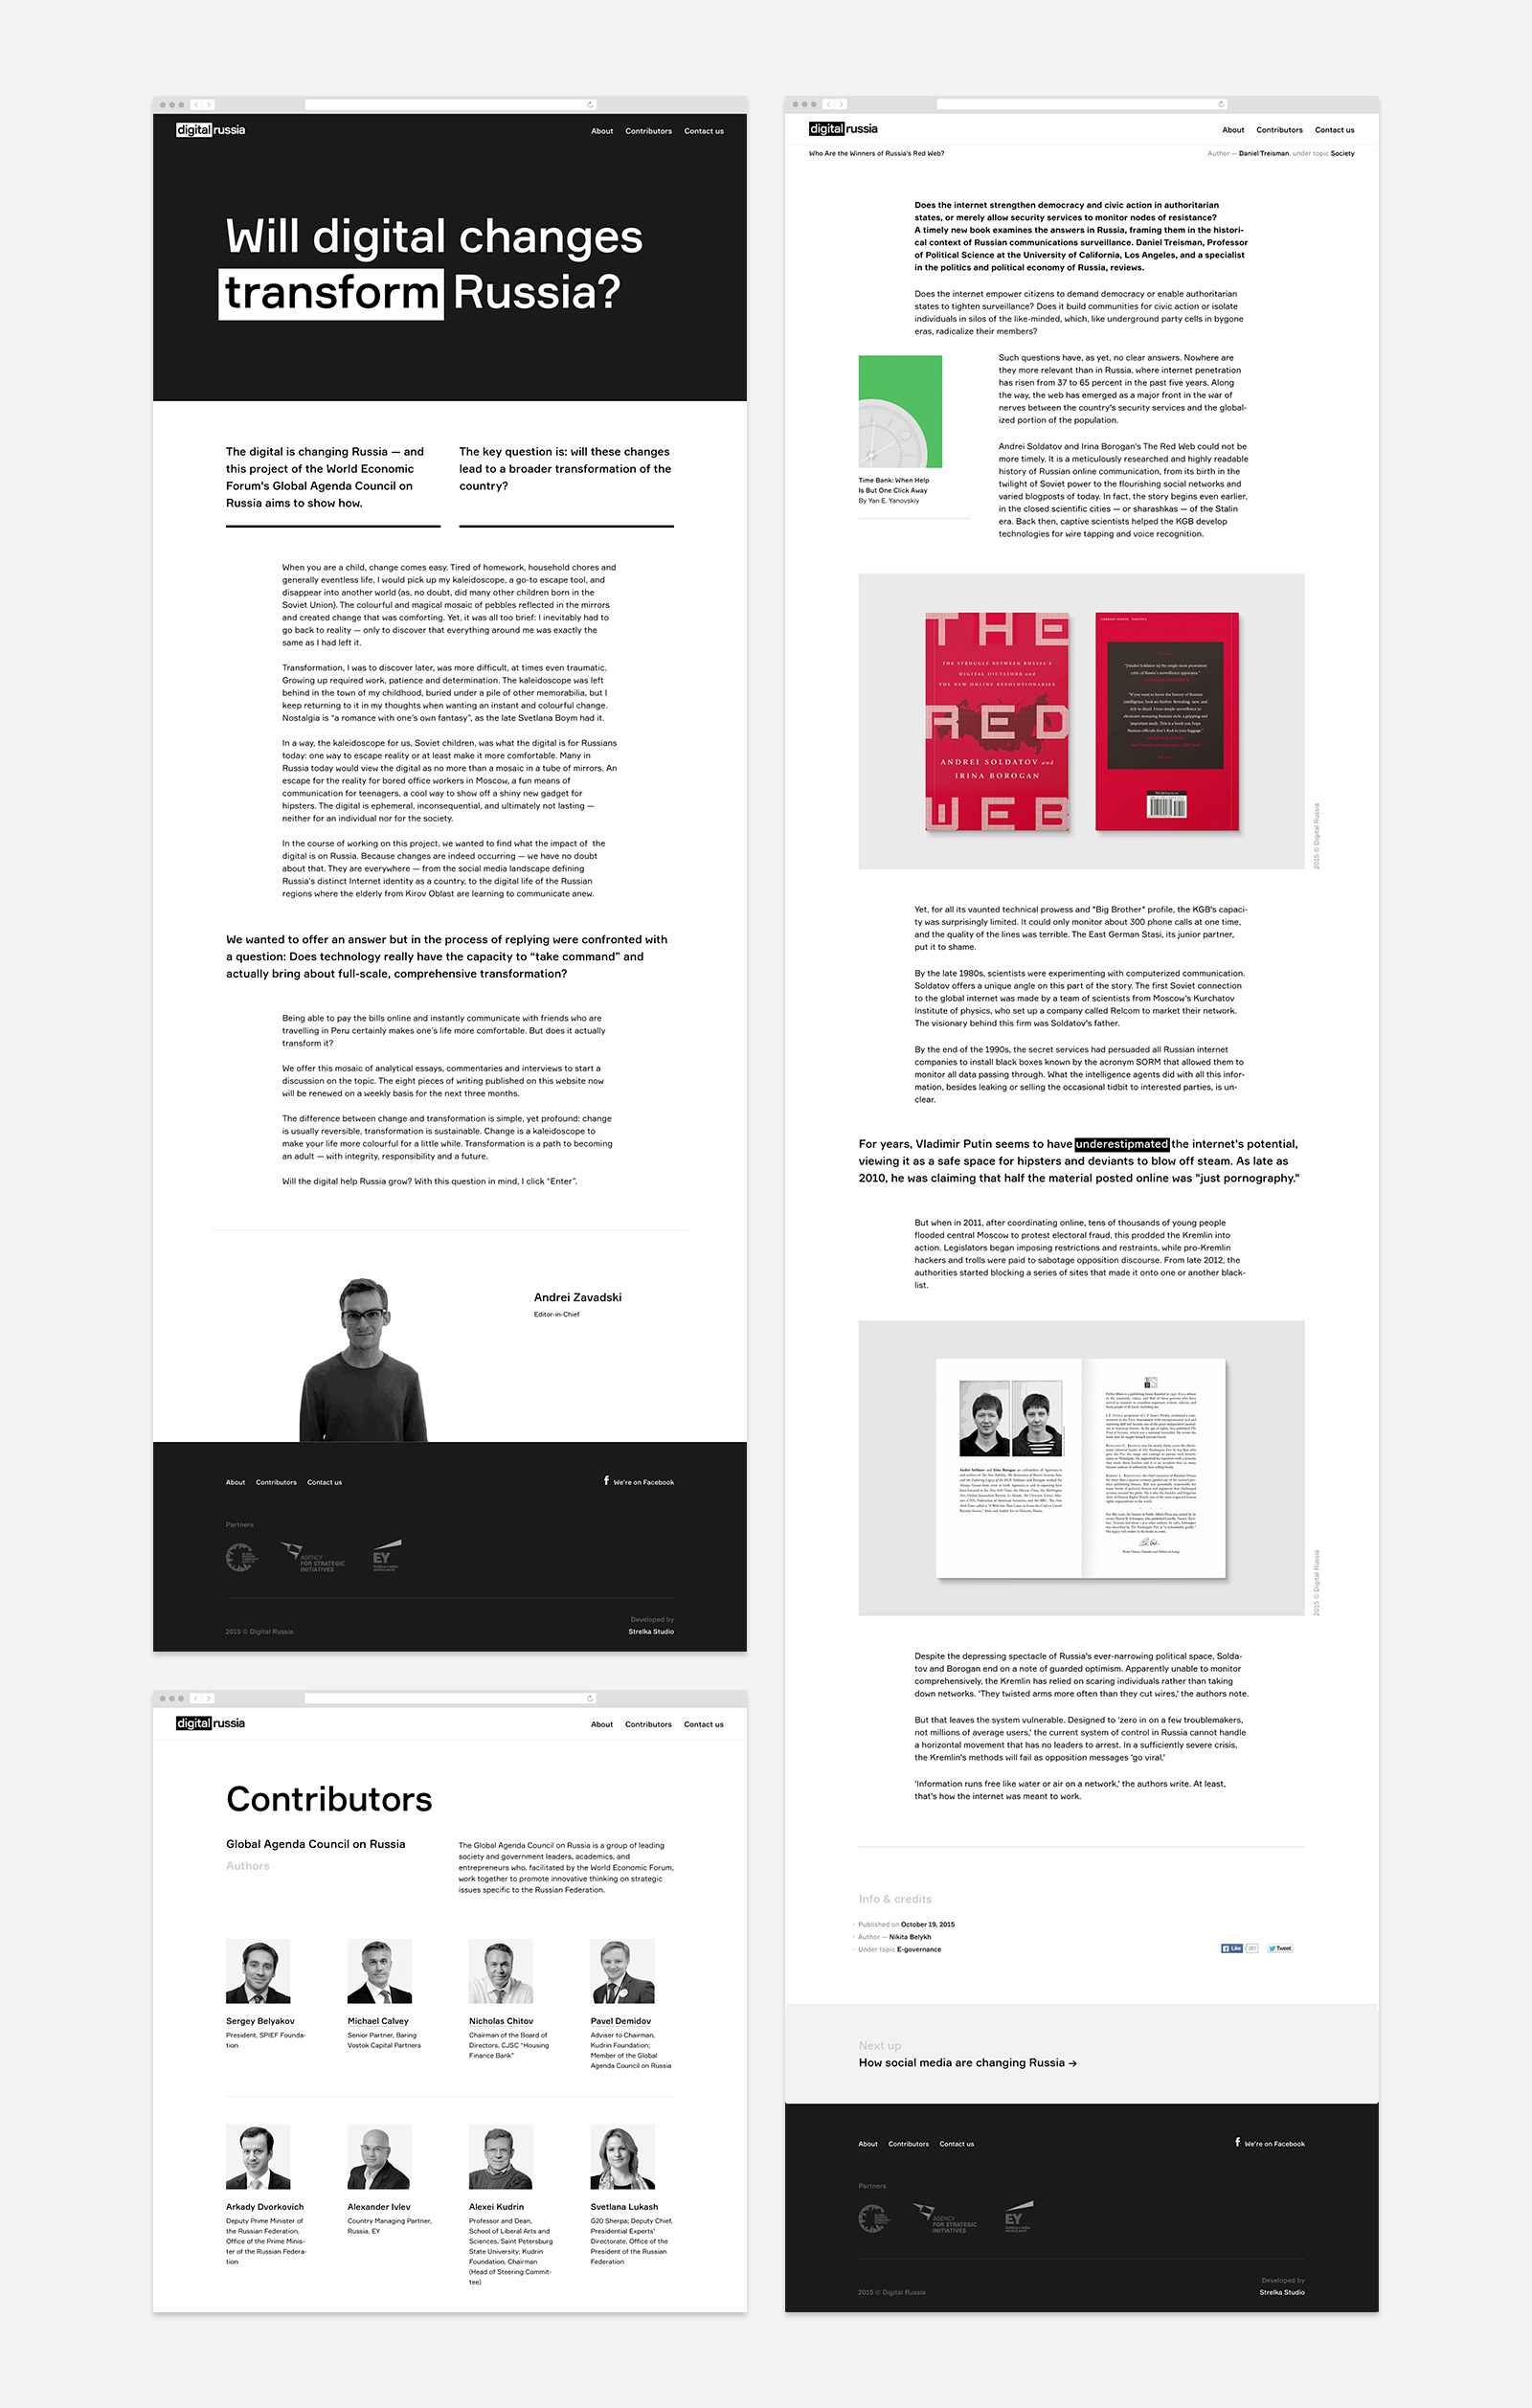 digital russia
About Contributors Contact us
Will digital changes
transform Russia?
The digital is changing Russia — and
this project of the World Economic
Forum's Global Agenda Council on
Russia aims to show how.
The key question is: will these changes
lead to a broader transformation of the
country?
When you are a child, change comes easy. Tired of homework, household chores and
generally eventless life, I would pick up my kaleidoscope, a go-to escape tool, and
disappear into another world (as, no doubt, did many other children born in the
Soviet Union). The colourful and magical mosaic of pebbles reflected in the mirrors
and created change that was comforting. Yet, it was all too brief: I inevitably had to
go back to reality — only to discover that everything around me was exactly the
same as I had left it.
Transformation, I was to discover later, was more difficult, at times even traumatic.
Growing up required work, patience and determination. The kaleidoscope was left
behind in the town of my childhood, buried under a pile of other memorabilia, but I
keep returning to it in my thoughts when wanting an instant and colourful change.
Nostalgia is “a romance with one's own fantasy”, as the late Svetlana Boym had it.
In a way, the kaleidoscope for us, Soviet children, was what the digital is for Russians
today: one way to escape reality or at least make it more comfortable. Many in
Russia today would view the digital as no more than a mosaic in a tube of mirrors. An
escape for the reality for bored office workers in Moscow, a fun means of
communication for teenagers, a cool way to show off a shiny new gadget for
hipsters. The digital is ephemeral, inconsequential, and ultimately not lasting —
neither for an individual nor for the society.
In the course of working on this project, we wanted to find what the impact of the
digital is on Russia. Because changes are indeed occurring — we have no doubt
about that. They are everywhere — from the social media landscape defining
Russia's distinct Internet identity as a country, to the digital life of the Russian
regions where the elderly from Kirov Oblast are learning to communicate anew.
We wanted to offer an answer but in the process of replying were confronted with
a question: Does technology really have the capacity to “take command” and
actually bring about full-scale, comprehensive transformation?
Being able to pay the bills online and instantly communicate with friends who are
travelling in Peru certainly makes one's life more comfortable. But does it actually
transform it?
We offer this mosaic of analytical essays, commentaries and interviews to start a
discussion on the topic. The eight pieces of writing published on this website now
will be renewed on a weekly basis for the next three months.
The difference between change and transformation is simple, yet profound: change
is usually reversible, transformation is sustainable. Change is a kaleidoscope to
make your life more colourful for a little while. Transformation is a path to becoming
an adult — with integrity, responsibility and a future.
Will the digital help Russia grow? With this question in mind, I click “Enter”.
Andrei Zavadski
Editor-in-Chief
About Contributors Contact us
We're on Facebook
Partners
AGENCY
FOR STRATEGIC
INITIATIVES
EY
Building a better
working world
Developed by
2015 © Digital Russia Strelka Studio
digital russia
About Contributors Contact us
Contributors
Global Agenda Council on Russia
Authors
The Global Agenda Council on Russia is a group of leading
society and government leaders, academics, and
entrepreneurs who, facilitated by the World Economic Forum,
work together to promote innovative thinking on strategic
issues specific to the Russian Federation.
Sergey Belyakov
President, SPIEF Founda-
tion
Michael Calvey
Senior Partner, Baring
Vostok Capital Partners
Nicholas Chitov
Chairman of the Board of
Directors, CJSC "Housing
Finance Bank"
Pavel Demidov
Adviser to Chairman,
Kudrin Foundation;
Member of the Global
Agenda Council on Russia
Arkady Dvorkovich
Deputy Prime Minister of
the Russian Federation,
Office of the Prime Minis-
ter of the Russian Federa-
tion
Alexander Ivlev
Country Managing Partner,
Russia, EY
Alexei Kudrin
Professor and Dean,
School of Liberal Arts and
Sciences, Saint Petersburg
State University; Kudrin
Foundation, Chairman
(Head of Steering Commit-
tee)
Svetlana Lukash
G20 Sherpa; Deputy Chief,
Presidential Experts'
Directorate, Office of the
President of the Russian
Federation
digital russia
About Contributors Contact us
Who Are the Winners of Russia's Red Web?
Author — Daniel Treisman, under topic Society
Does the internet strengthen democracy and civic action in authoritarian
states, or merely allow security services to monitor nodes of resistance?
A timely new book examines the answers in Russia, framing them in the histori-
cal context of Russian communications surveillance. Daniel Treisman, Professor
of Political Science at the University of California, Los Angeles, and a specialist
in the politics and political economy of Russia, reviews.
Does the internet empower citizens to demand democracy or enable authoritarian
states to tighten surveillance? Does it build communities for civic action or isolate
individuals in silos of the like-minded, which, like underground party cells in bygone
eras, radicalize their members?
Time Bank: When Help
Is But One Click Away
By Yan E. Yanovskiy
Such questions have, as yet, no clear answers. Nowhere are
they more relevant than in Russia, where internet penetration
has risen from 37 to 65 percent in the past five years. Along
the way, the web has emerged as a major front in the war of
nerves between the country's security services and the global-
ized portion of the population.
Andrei Soldatov and Irina Borogan's The Red Web could not be
more timely. It is a meticulously researched and highly readable
history of Russian online communication, from its birth in the
twilight of Soviet power to the flourishing social networks and
varied blogposts of today. In fact, the story begins even earlier,
in the closed scientific cities — or sharashkas — of the Stalin
era. Back then, captive scientists helped the KGB develop
technologies for wire tapping and voice recognition.
THE
THE STRUGGLE BETWEEN RUSSIA'S
DIGITAL DICTATORS and
THE NEW ONLINE REVOLUTIONARIES
RED
ANDREI SOLDATOV and
IRINA BOROGAN
WEB
2015 © Digital Russia
Yet, for all its vaunted technical prowess and "Big Brother" profile, the KGB's capaci-
ty was surprisingly limited. It could only monitor about 300 phone calls at one time,
and the quality of the lines was terrible. The East German Stasi, its junior partner,
put it to shame.
By the late 1980s, scientists were experimenting with computerized communication.
Soldatov offers a unique angle on this part of the story. The first Soviet connection
to the global internet was made by a team of scientists from Moscow's Kurchatov
Institute of physics, who set up a company called Relcom to market their network.
The visionary behind this firm was Soldatov's father.
By the end of the 1990s, the secret services had persuaded all Russian internet
companies to install black boxes known by the acronym SORM that allowed them to
monitor all data passing through. What the intelligence agents did with all this infor-
mation, besides leaking or selling the occasional tidbit to interested parties, is un-
clear.
For years, Vladimir Putin seems to have underestipmated the internet's potential,
viewing it as a safe space for hipsters and deviants to blow off steam. As late as
2010, he was claiming that half the material posted online was "just pornography."
But when in 2011, after coordinating online, tens of thousands of young people
flooded central Moscow to protest electoral fraud, this prodded the Kremlin into
action. Legislators began imposing restrictions and restraints, while pro-Kremlin
hackers and trolls were paid to sabotage opposition discourse. From late 2012, the
authorities started blocking a series of sites that made it onto one or another black-
list.
2015 © Digital Russia
Despite the depressing spectacle of Russia's ever-narrowing political space, Solda-
tov and Borogan end on a note of guarded optimism. Apparently unable to monitor
comprehensively, the Kremlin has relied on scaring individuals rather than taking
down networks. 'They twisted arms more often than they cut wires,' the authors note.
But that leaves the system vulnerable. Designed to 'zero in on a few troublemakers,
not millions of average users,' the current system of control in Russia cannot handle
a horizontal movement that has no leaders to arrest. In a sufficiently severe crisis,
the Kremlin's methods will fail as opposition messages 'go viral.'
'Information runs free like water or air on a network,' the authors write. At least,
that's how the internet was meant to work.
Info & credits
Published on October 19, 2015
Author — Nikita Belykh
Under topic E-governance
Like
Tweet
Next up
How social media are changing Russia →
About Contributors Contact us
We're on Facebook
Partners
AGENCY
FOR STRATEGIC
INITIATIVES
EY
Building a better
working world
Developed by
2015 © Digital Russia Strelka Studio